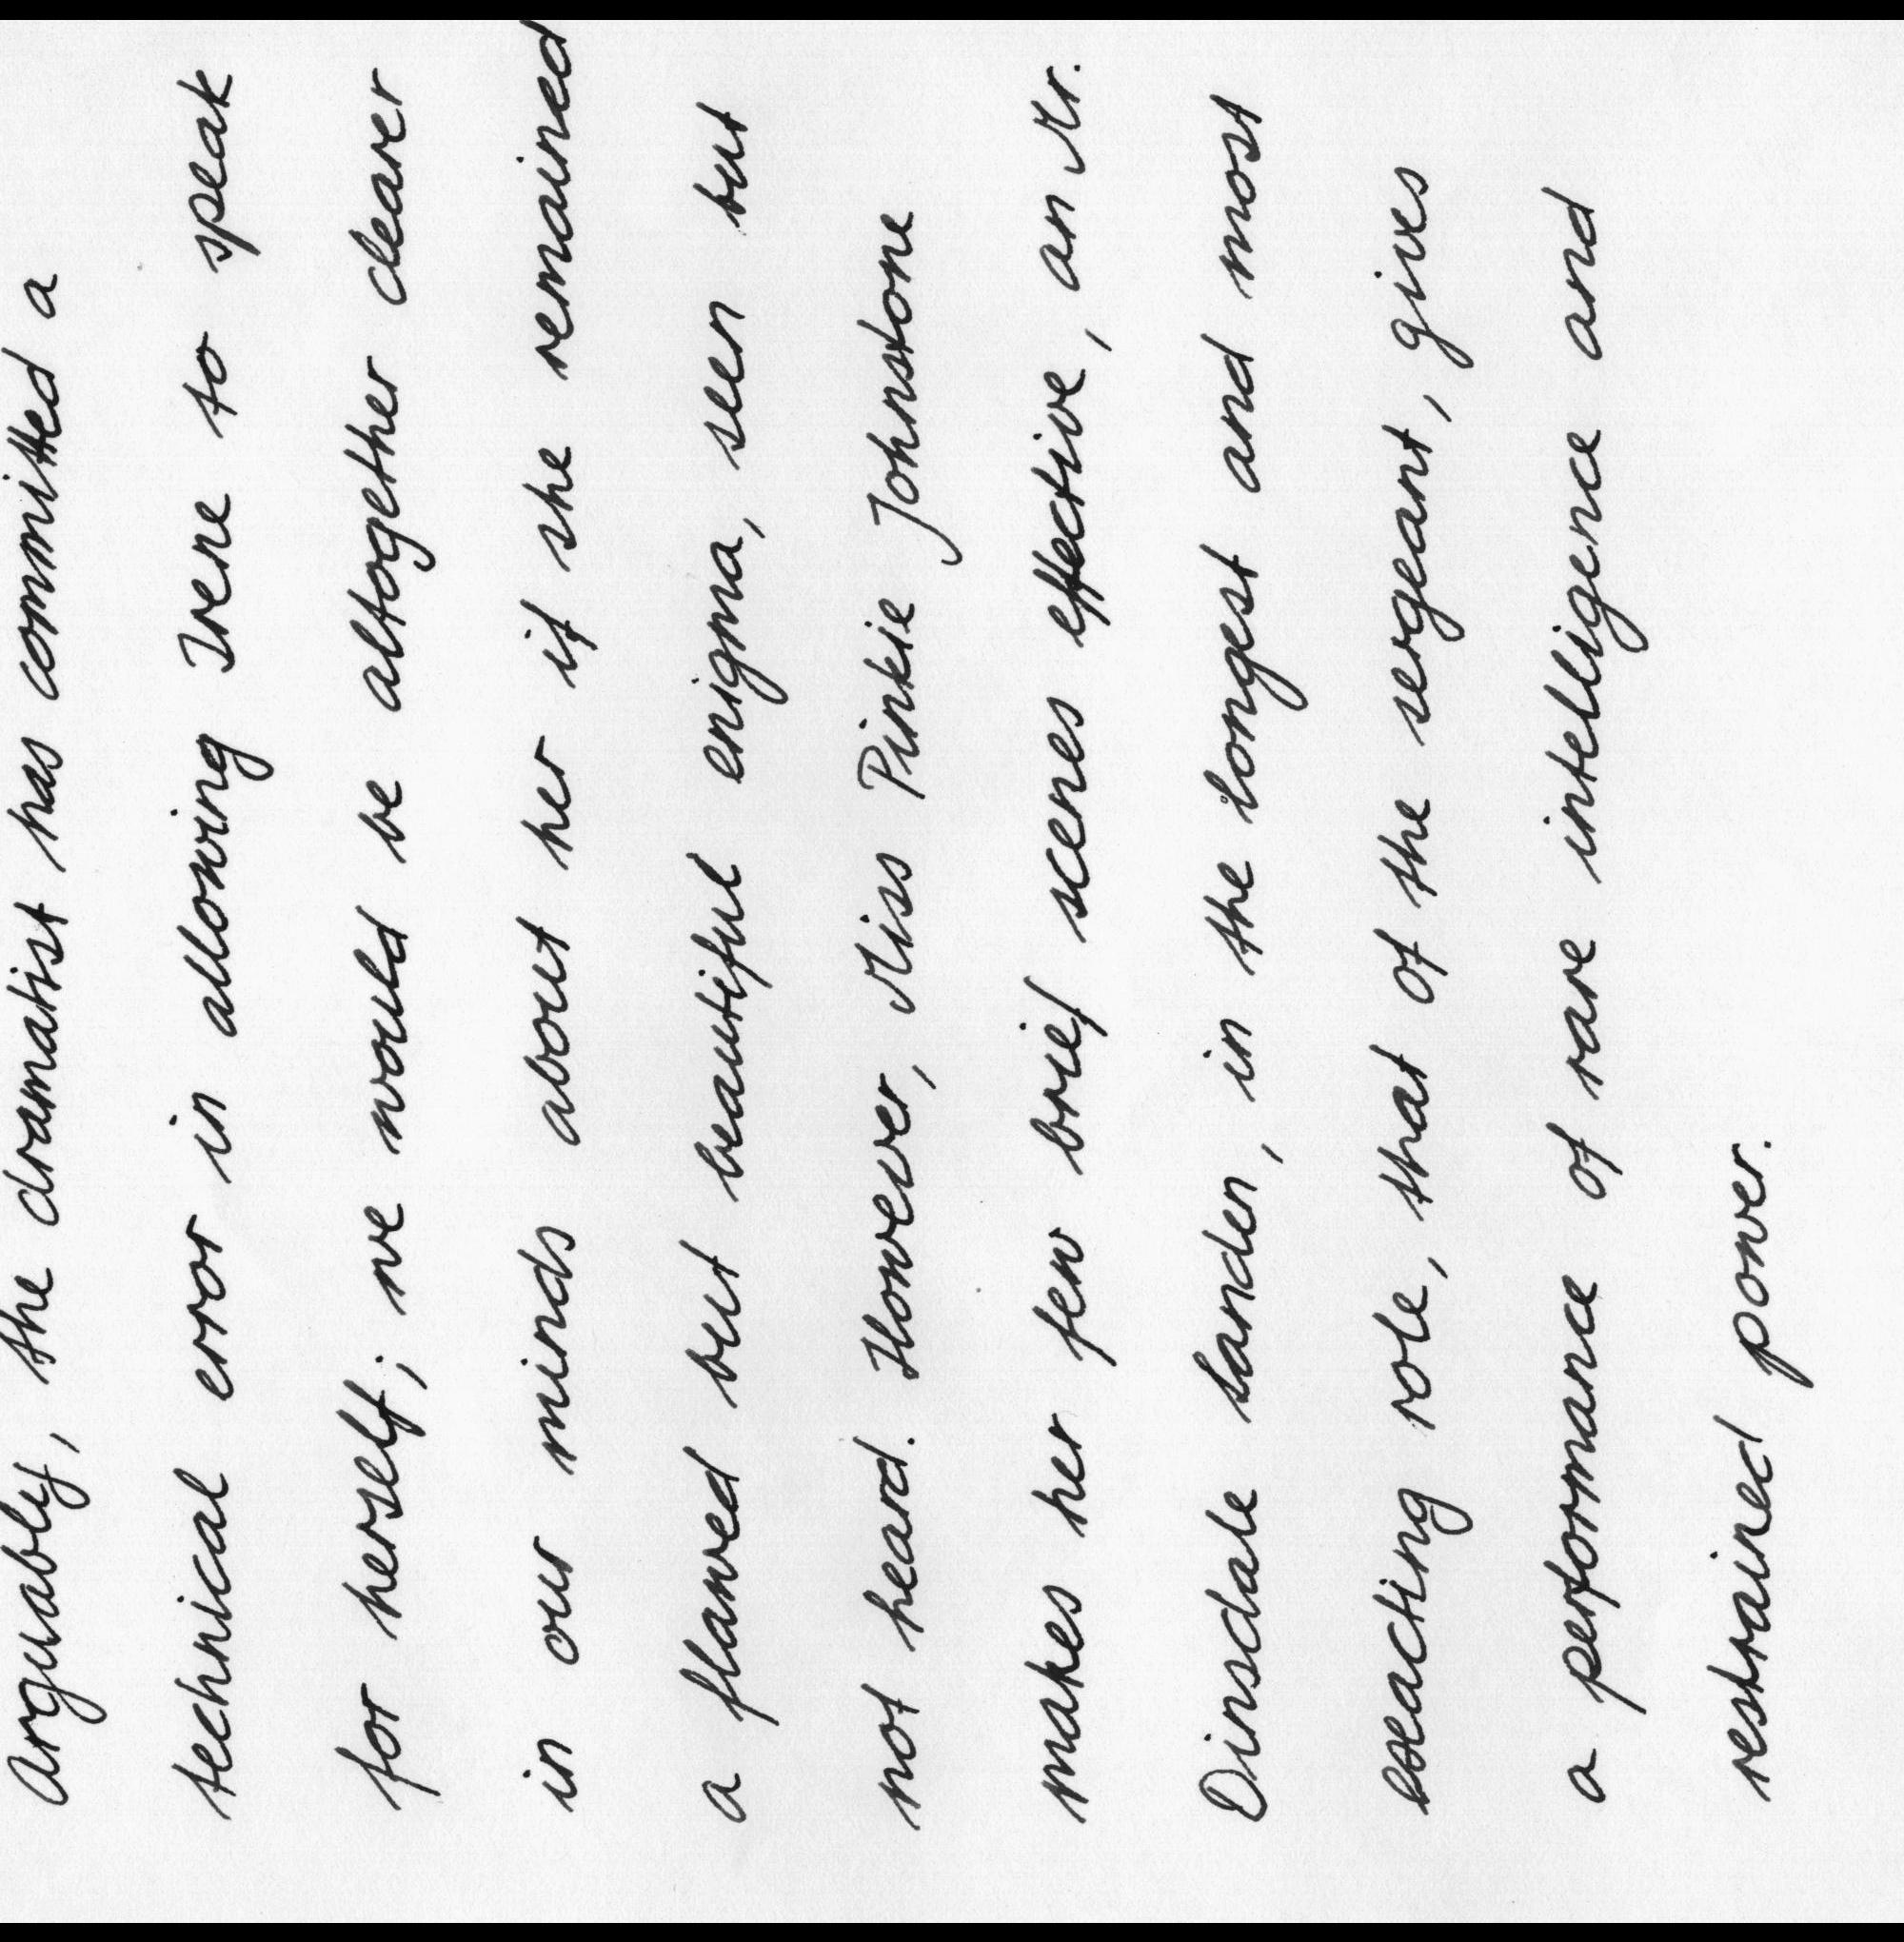 Arguably, the dramatist has committed a
technical error in allowing Irene to speak
for herself; we would be altogether clearer
in our minds about her if she remained
a flawed but beautiful enigma, seen but
not heard. However, Miss Pinkie Johnstone
makes her few brief scenes effective, an Mr.
Dinsdale Landen, in the longest and most
exacting role, that of the sergeant, gives
a performance of rare intelligence and
restrained power.